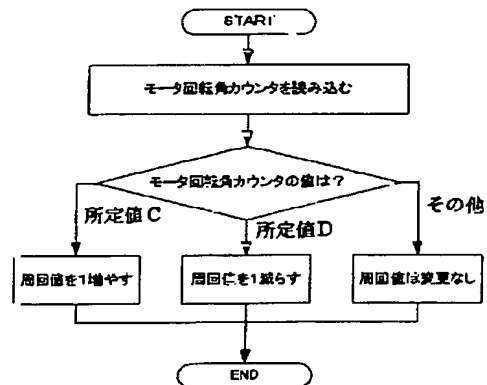 START
モータ回転角カウンタを読み込む
モータ回転角カウンタの値は?
所定値C
所定値D
その他
周回値を1増やす
周回値を1減らす
周回値は変更なし
END